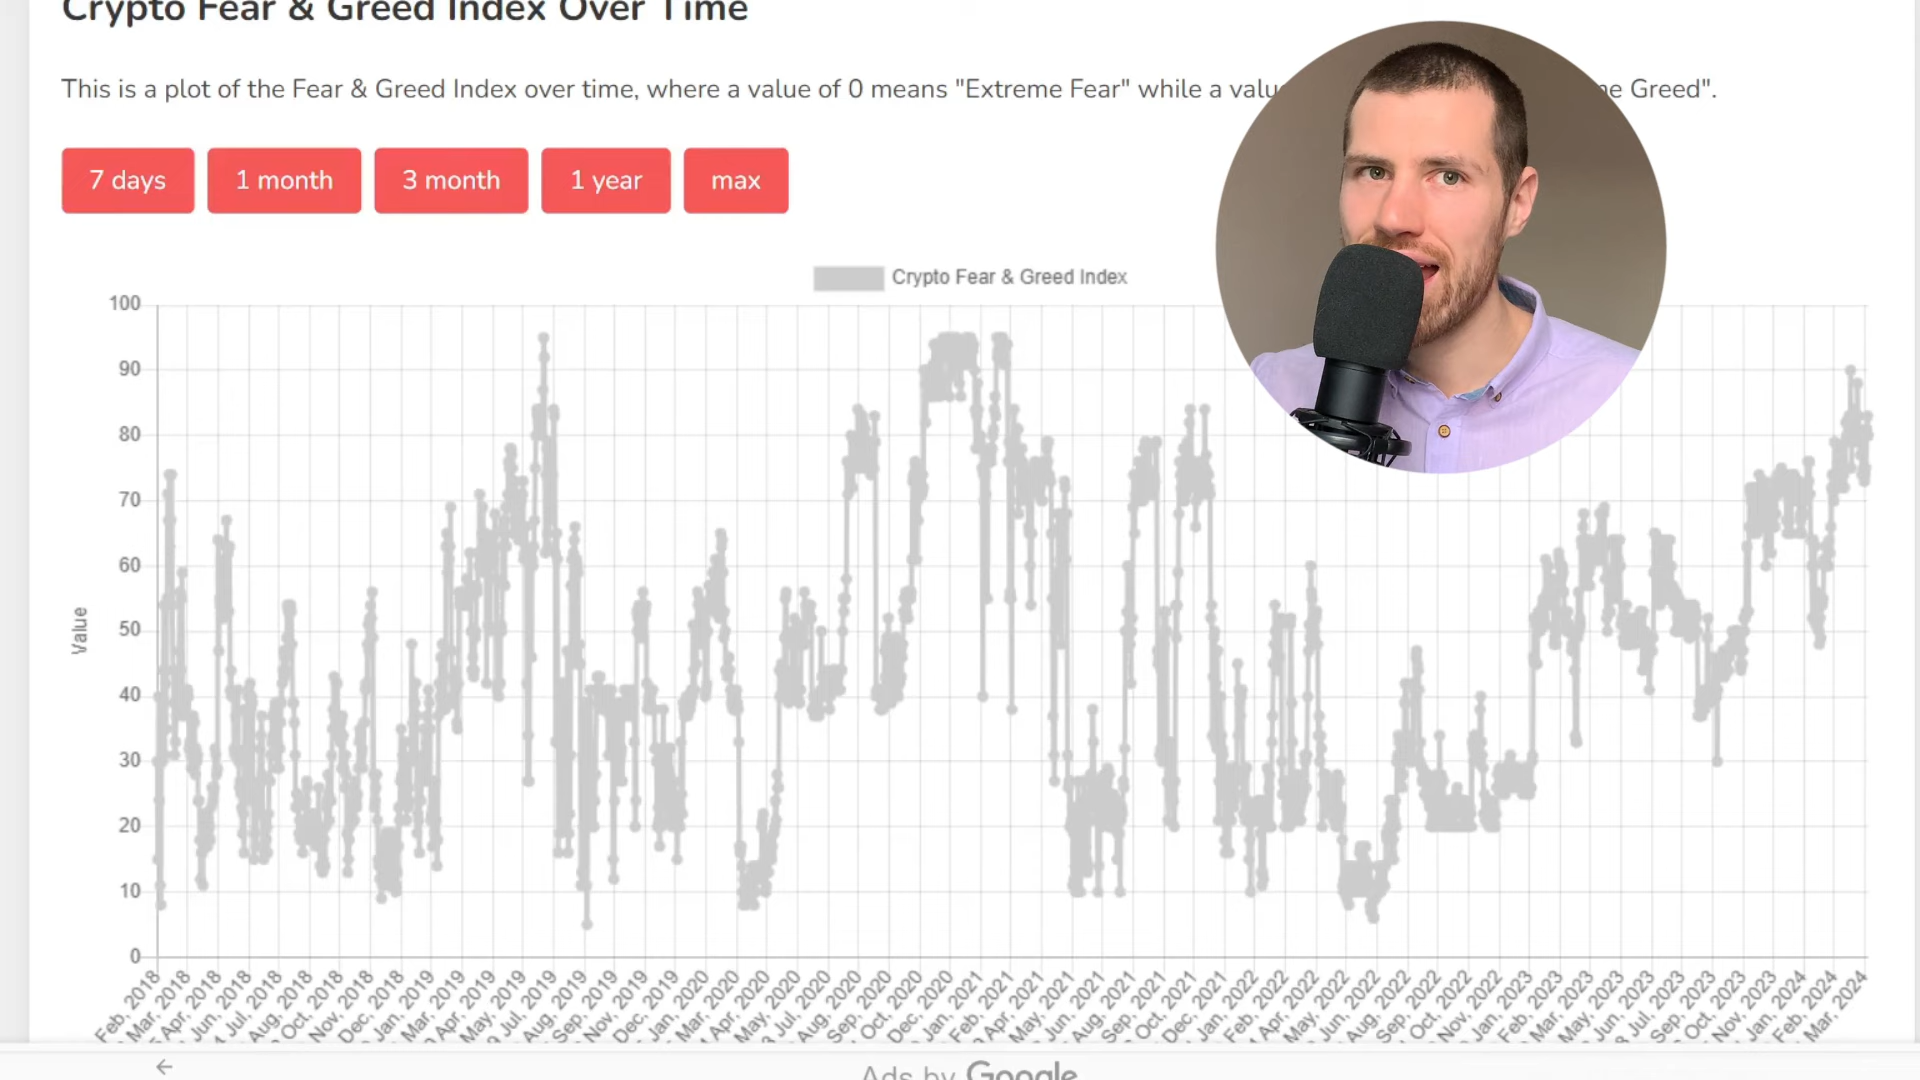 Crypto Fear & Greed Index Over Time
This is a plot of the Fear & Greed Index over time, where a value of 0 means "Extreme Fear" while a Greed".
7 days
1 month
3 month
1 year
max
Crypto Fear & Greed Index
100
90
80
70
60
50
40
30
20
10
0
Value
Feb, 2018
Mar, 2018
Apr, 2018
Jun, 2018
Jul, 2018
Aug, 2018
Oct, 2018
Nov, 2018
Dec, 2018
Jan, 2019
Mar, 2019
Apr, 2019
May, 2019
Jul, 2019
Aug, 2019
Sep, 2019
Nov, 2019
Dec, 2019
Jan, 2020
Mar, 2020
Apr, 2020
May, 2020
Jul, 2020
Aug, 2020
Sep, 2020
Oct, 2020
Dec, 2020
Jan, 2021
Feb, 2021
Apr, 2021
May, 2021
Jun, 2021
Aug, 2021
Sep, 2021
Oct, 2021
Dec, 2021
Jan, 2022
Feb, 2022
Apr, 2022
May, 2022
Jun, 2022
Aug, 2022
Sep, 2022
Oct, 2022
Nov, 2022
Jan, 2023
Feb, 2023
Mar, 2023
May, 2023
Jun, 2023
Jul, 2023
Sep, 2023
Oct, 2023
Nov, 2023
Jan, 2024
Feb, 2024
Mar, 2024
Ads by Google